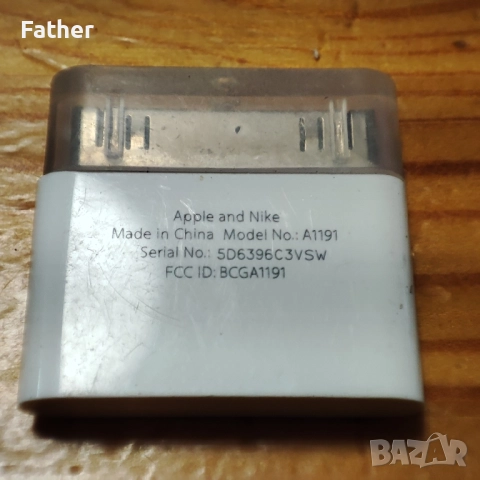 Father
Apple and Nike
Made in China Model No.: A1191
Serial No.: 5D6396C3VSW
FCC ID: BCGA1191
BAZAR